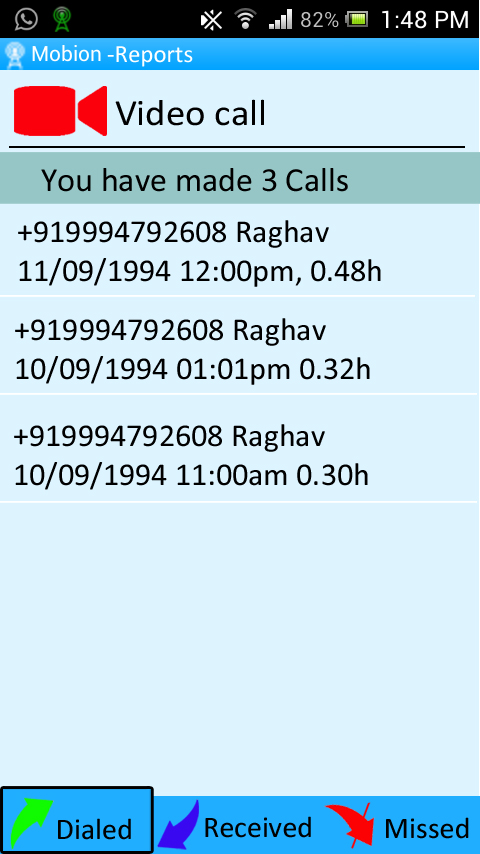 82% 1:48 PM
Mobion -Reports
Video call
You have made 3 Calls
+919994792608 Raghav
11/09/1994 12:00pm, 0.48h
+919994792608 Raghav
10/09/1994 01:01pm 0.32h
+919994792608 Raghav
10/09/1994 11:00am 0.30h
Dialed Received Missed